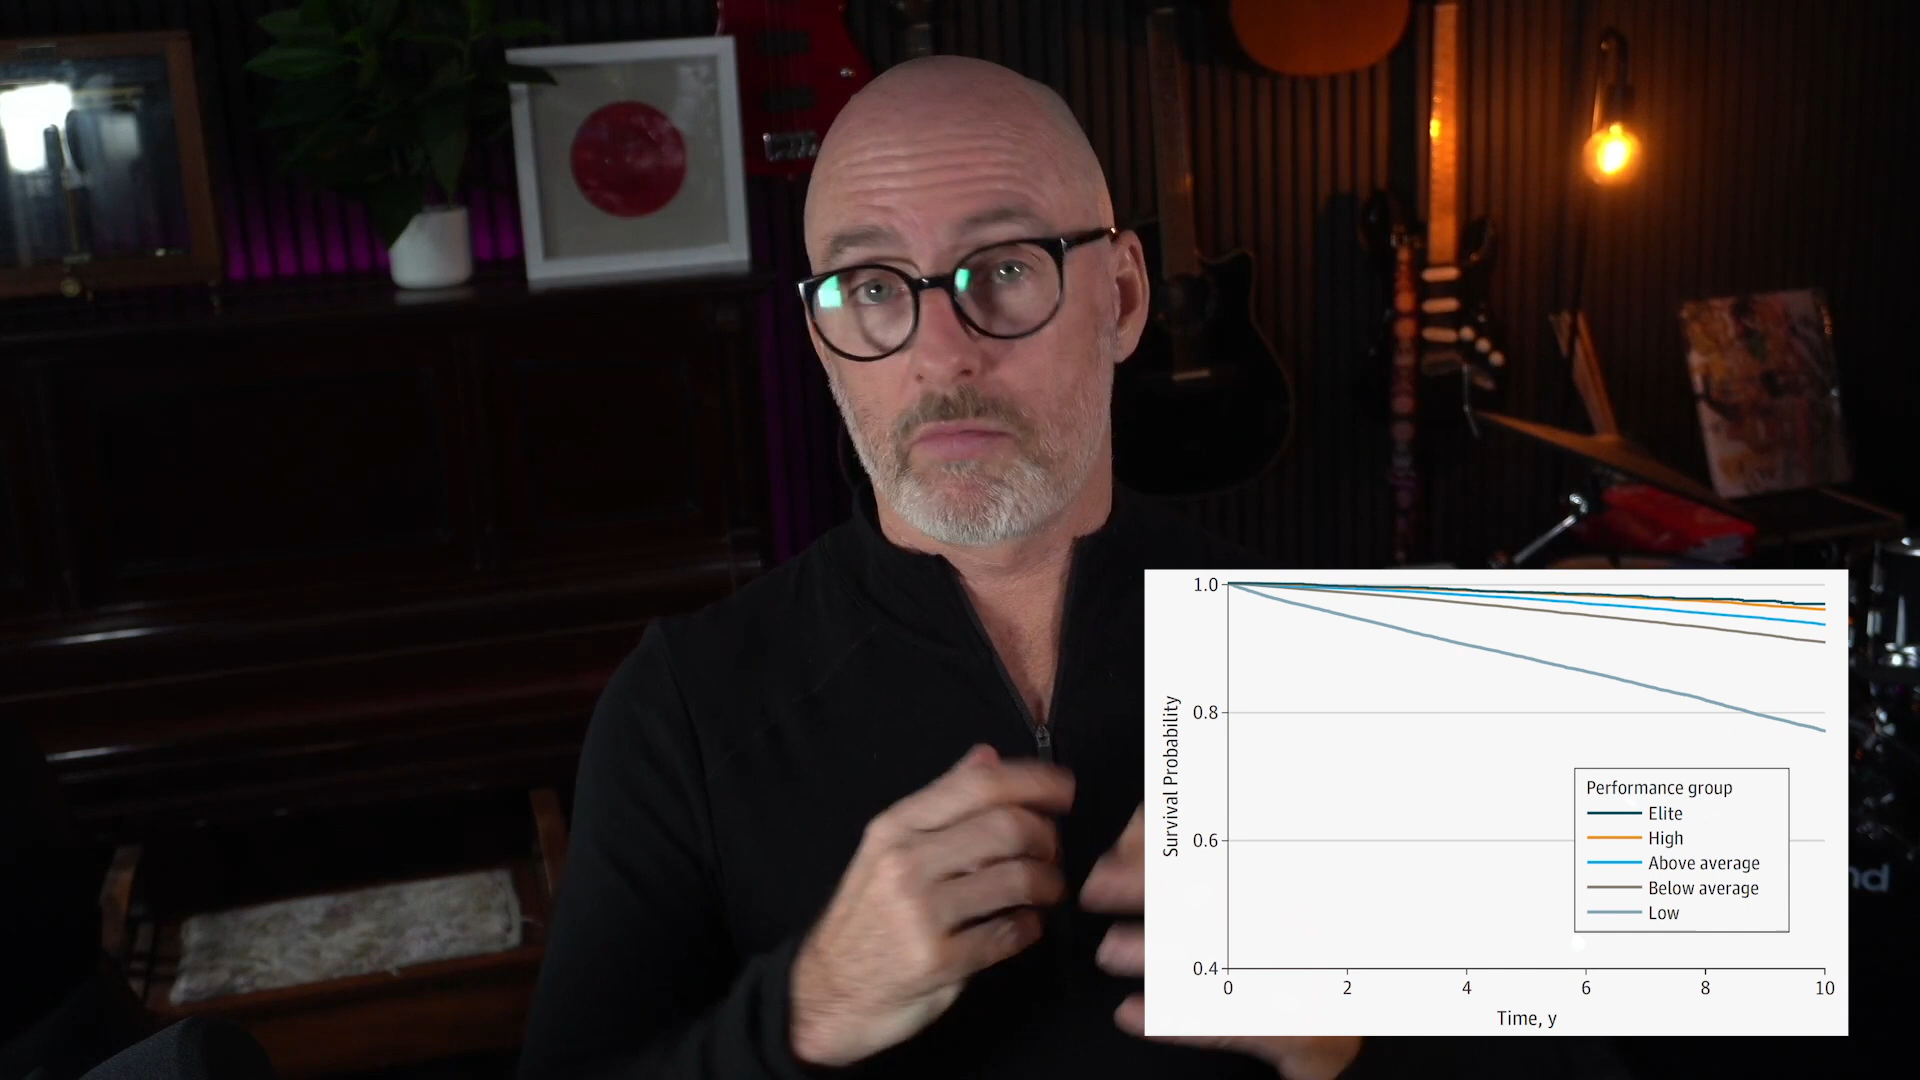 1.0
0.8
0.6
0.4
Survival Probability
Performance group
Elite
High
Above average
Below average
Low
0 2 4 6 8 10
Time, y